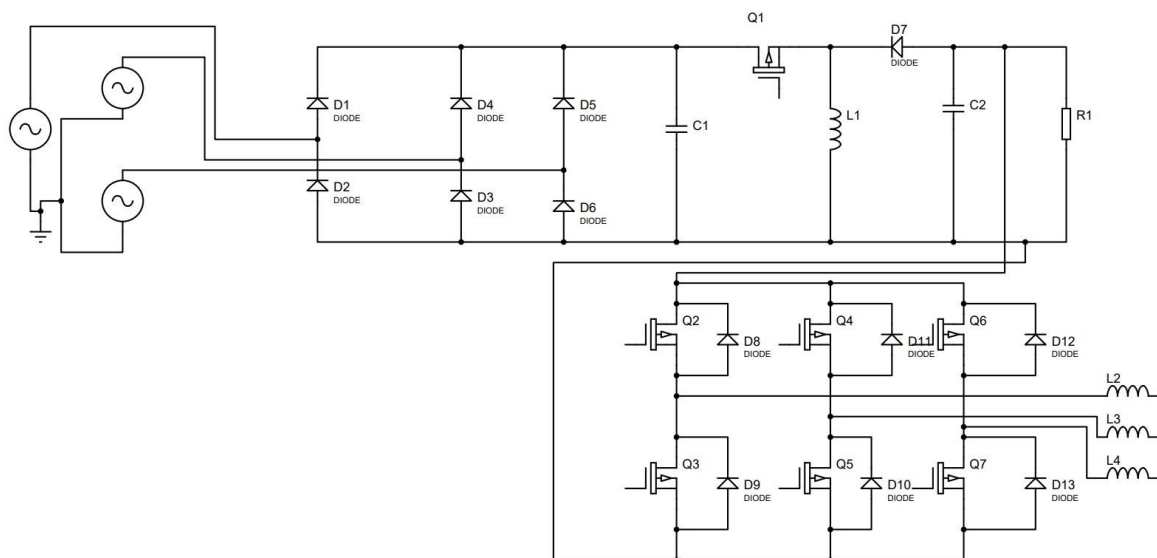 Q1
D7
DIODE
D1
DIODE
D4
DIODE
D5
DIODE
C1
L1
C2
R1
D2
DIODE
D3
DIODE
D6
DIODE
Q2
D8
DIODE
Q4
D11
DIODE
Q6
D12
DIODE
L2
L3
L4
Q3
D9
DIODE
Q5
D10
DIODE
Q7
D13
DIODE